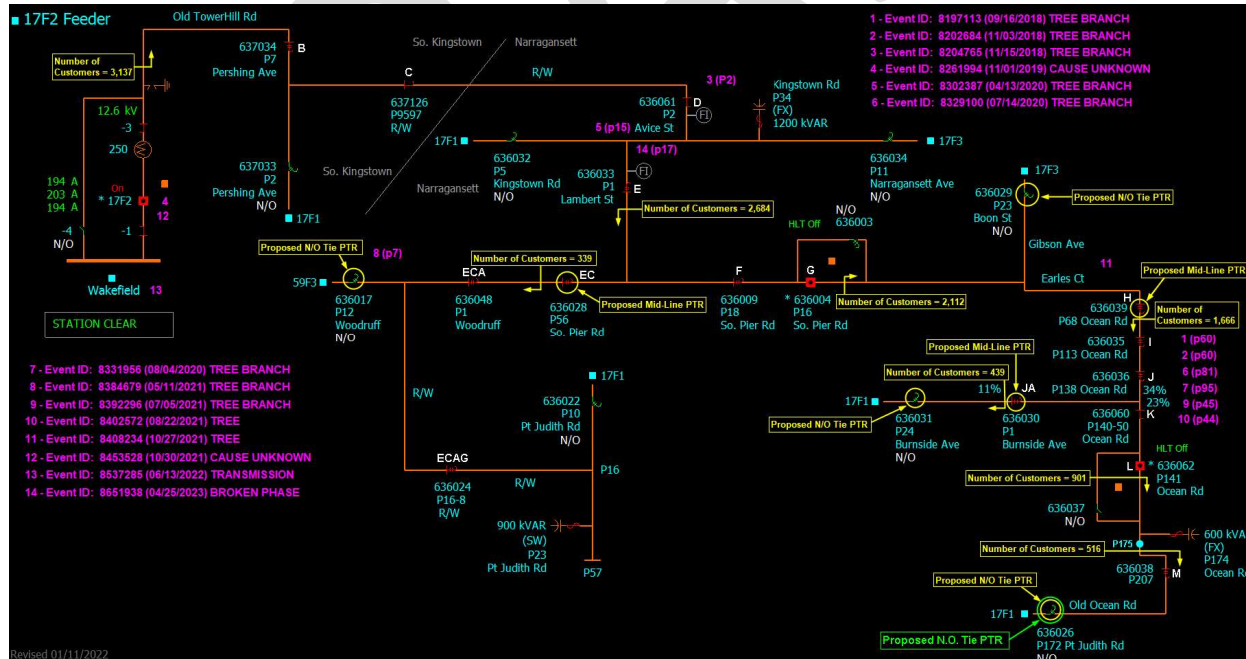 17F2 Feeder
Old TowerHill Rd
Number of
Customers = 3,137
637034
P7
Pershing Ave
B
So. Kingstown
Narragansett
C
R/W
637126
P9597
R/W
3 (P2)
636061
P2
Avice St
D
FI
5 (p15)
Kingstown Rd
P34
(FX)
1200 kVAR
1 - Event ID: 8197113 (09/16/2018) TREE BRANCH
2 - Event ID: 8202684 (11/03/2018) TREE BRANCH
3 - Event ID: 8204765 (11/15/2018) TREE BRANCH
4 - Event ID: 8261994 (11/01/2019) CAUSE UNKNOWN
5 - Event ID: 8302387 (04/13/2020) TREE BRANCH
6 - Event ID: 8329100 (07/14/2020) TREE BRANCH
12.6 kV
-3
250
194 A
203 A
194 A
On
* 17F2
4
12
-4
N/O
-1
Wakefield
13
STATION CLEAR
637033
P2
Pershing Ave
N/O
17F1
So. Kingstown
Narragansett
17F1
636032
P5
Kingstown Rd
N/O
14 (p17)
636033
P1
Lambert St
FI
E
Number of Customers = 2,684
17F3
636034
P11
Narragansett Ave
N/O
17F3
636029
P23
Boon St
N/O
Proposed N/O Tie PTR
Gibson Ave
Earles Ct
11
Proposed N/O Tie PTR
8 (p7)
59F3
636017
P12
Woodruff
N/O
ECA
636048
P1
Woodruff
Number of Customers = 339
EC
636028
P56
So. Pier Rd
Proposed Mid-Line PTR
F
636009
P18
So. Pier Rd
HLT Off
N/O
636003
G
* 636004
P16
So. Pier Rd
Number of Customers = 2,112
Proposed Mid-Line PTR
H
636039
P68 Ocean Rd
Number of
Customers = 1,666
636035
P113 Ocean Rd
I
636036
P138 Ocean Rd
J
34%
23%
1 (p60)
2 (p60)
6 (p81)
7 (p95)
9 (p45)
10 (p44)
K
636060
P140-50
Ocean Rd
Proposed Mid-Line PTR
Number of Customers = 439
11%
JA
17F1
636031
P24
Burnside Ave
N/O
636030
P1
Burnside Ave
Proposed N/O Tie PTR
HLT Off
L
* 636062
P141
Ocean Rd
Number of Customers = 901
636037
N/O
P175
600 kVA
(FX)
P174
Ocean Rd
Number of Customers = 516
636038
P207
M
Proposed N/O Tie PTR
Old Ocean Rd
17F1
636026
P172 Pt Judith Rd
N/O
Proposed N.O. Tie PTR
7 - Event ID: 8331956 (08/04/2020) TREE BRANCH
8 - Event ID: 8384679 (05/11/2021) TREE BRANCH
9 - Event ID: 8392296 (07/05/2021) TREE BRANCH
10 - Event ID: 8402572 (08/22/2021) TREE
11 - Event ID: 8408234 (10/27/2021) TREE
12 - Event ID: 8453528 (10/30/2021) CAUSE UNKNOWN
13 - Event ID: 8537285 (06/13/2022) TRANSMISSION
14 - Event ID: 8651938 (04/25/2023) BROKEN PHASE
R/W
17F1
636022
P10
Pt Judith Rd
N/O
ECAG
636024
P16-8
R/W
R/W
P16
900 kVAR
(SW)
P23
Pt Judith Rd
P57
Revised 01/11/2022